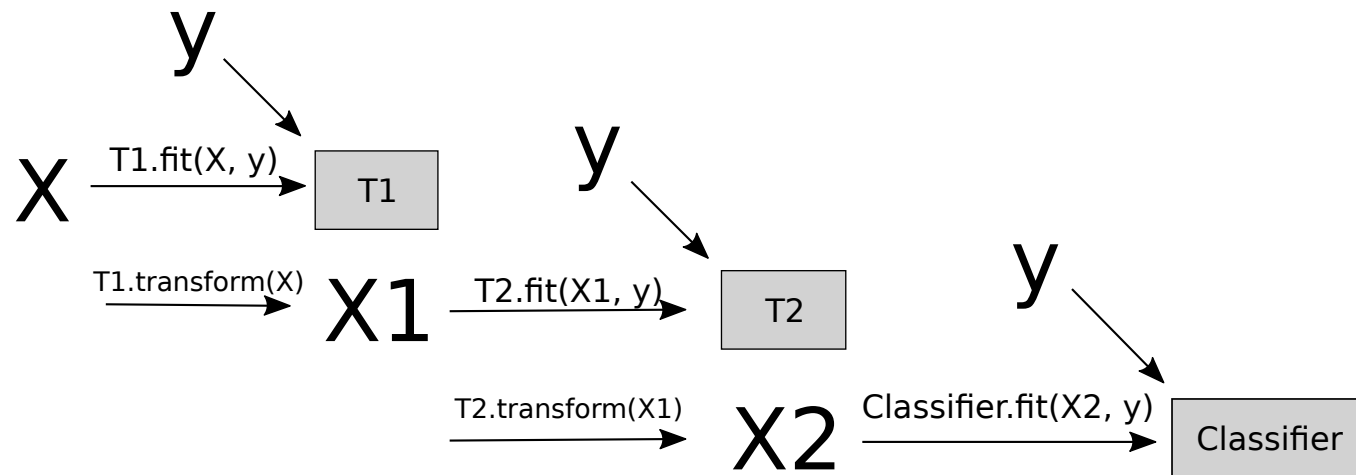 y
X
T1.fit(X, y)
T1
y
T1.transform(X)
X1
T2.fit(X1, y)
T2
y
T2.transform(X1)
X2
Classifier.fit(X2, y)
Classifier